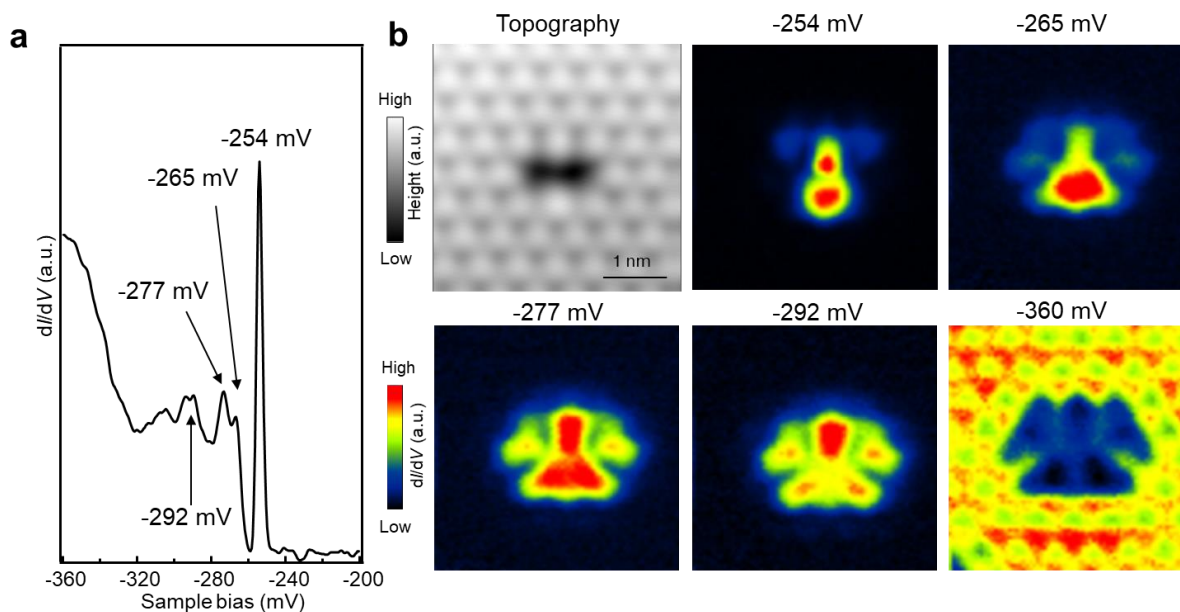 a
dI/dV (a.u.)
-254 mV
-265 mV
-277 mV
-292 mV
-360
-320
-280
-240
-200
Sample bias (mV)
b
Topography
-254 mV
-265 mV
High
Height (a.u.)
Low
1 nm
-277 mV
-292 mV
-360 mV
High
dI/dV (a.u.)
Low